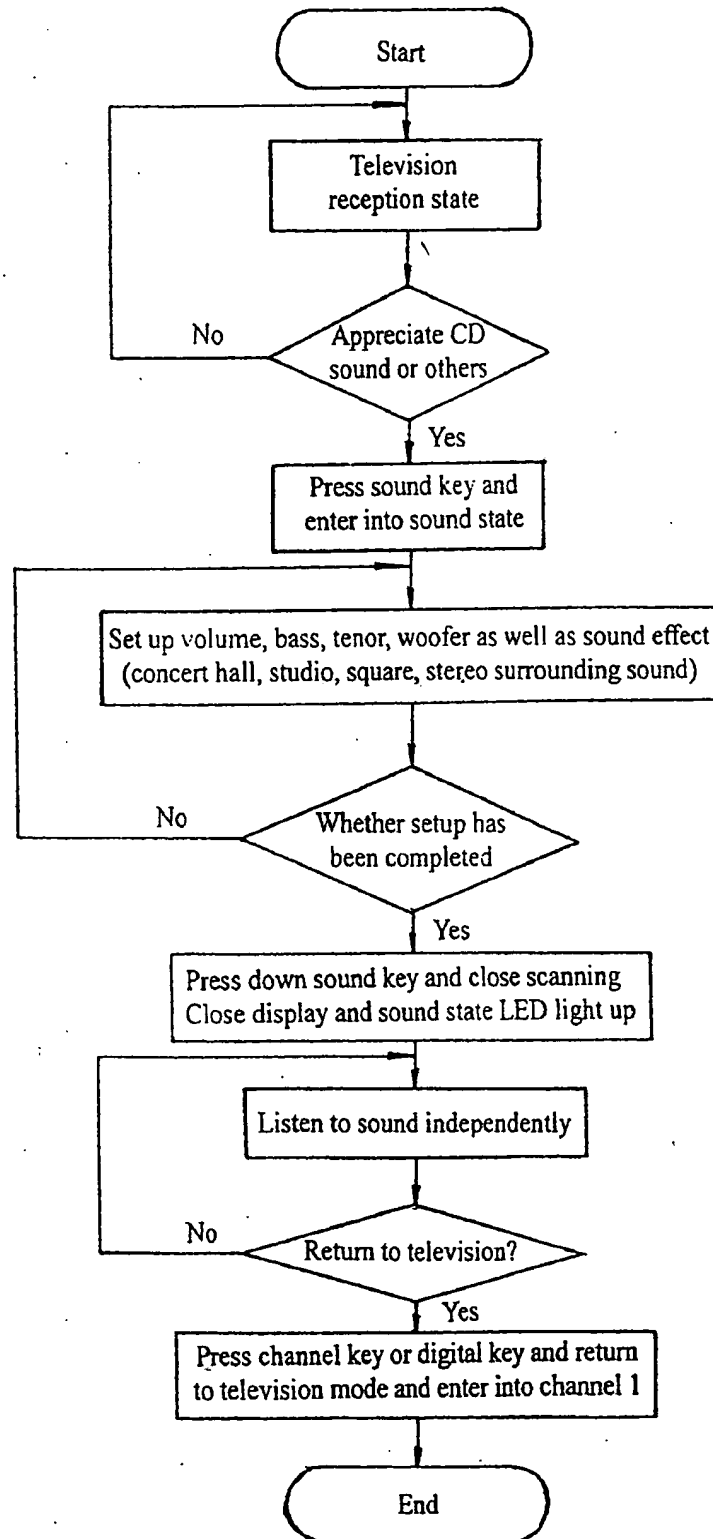 Start
Television
reception state
No
Appreciate CD
sound or others
Yes
Press sound key and
enter into sound state
Set up volume, bass, tenor, woofer as well as sound effect
(concert hall, studio, square, stereo surrounding sound)
No
Whether setup has
been completed
Yes
Press down sound key and close scanning
Close display and sound state LED light up
Listen to sound independently
No
Return to television?
Yes
Press channel key or digital key and return
to television mode and enter into channel 1
End